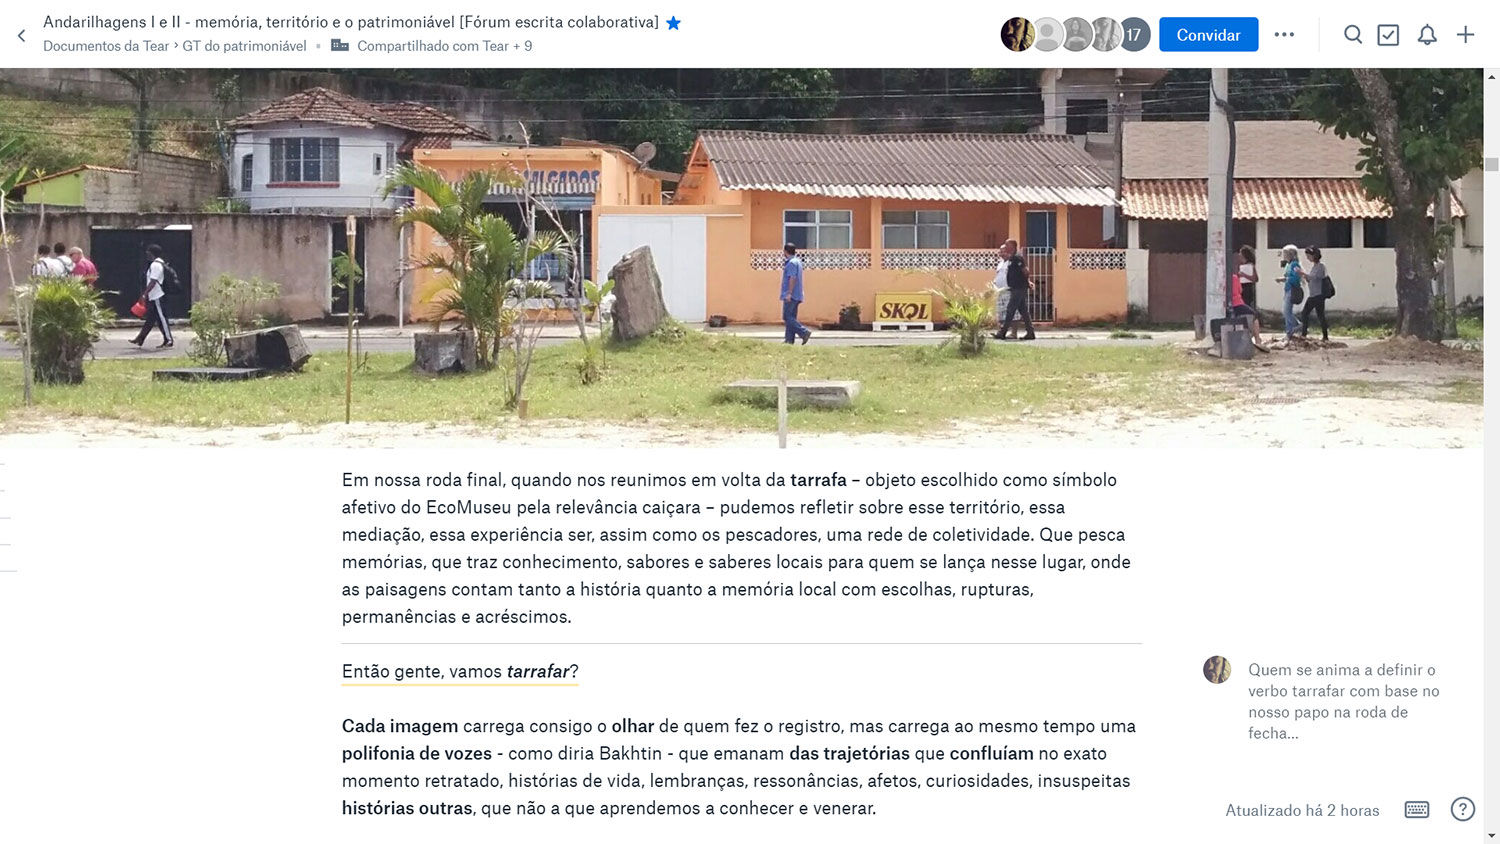 Andarilhagens I e II - memória, território e o patrimoniável [Fórum escrita colaborativa]
Documentos da Tear › GT do patrimoniável
Compartilhado com Tear + 9
17
Convidar
SALGADOS
SKOL
Em nossa roda final, quando nos reunimos em volta da tarrafa – objeto escolhido como símbolo
afetivo do EcoMuseu pela relevância caiçara – pudemos refletir sobre esse território, essa
mediação, essa experiência ser, assim como os pescadores, uma rede de coletividade. Que pesca
memórias, que traz conhecimento, sabores e saberes locais para quem se lança nesse lugar, onde
as paisagens contam tanto a história quanto a memória local com escolhas, rupturas,
permanências e acréscimos.
Então gente, vamos tarrafar?
Cada imagem carrega consigo o olhar de quem fez o registro, mas carrega ao mesmo tempo uma
polifonia de vozes - como diria Bakhtin - que emanam das trajetórias que confluíam no exato
momento retratado, histórias de vida, lembranças, ressonâncias, afetos, curiosidades, insuspeitas
histórias outras, que não a que aprendemos a conhecer e venerar.
Quem se anima a definir o
verbo tarrafar com base no
nosso papo na roda de
fecha...
Atualizado há 2 horas